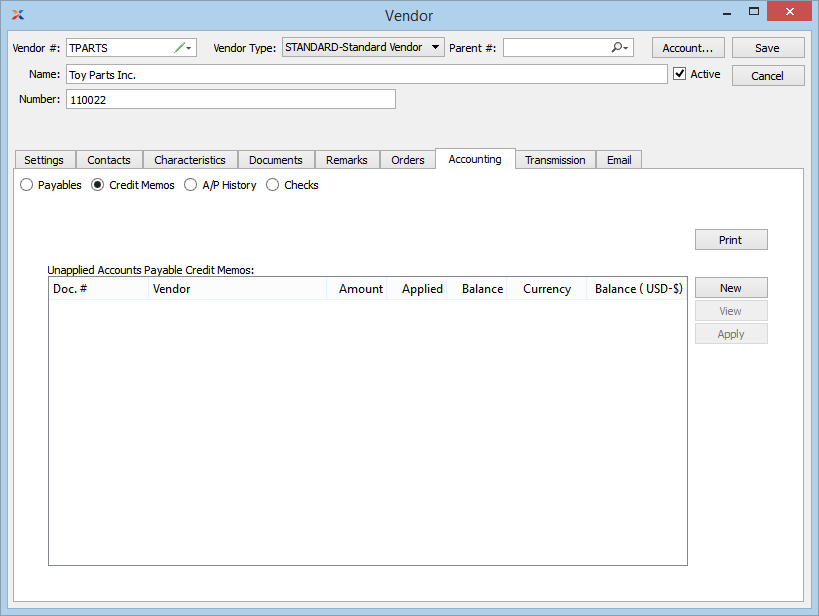 Vendor
Vendor #: TPARTS Vendor Type: STANDARD-Standard Vendor Parent #: Account... Save
Name: Toy Parts Inc. Active Cancel
Number: 110022
Settings Contacts Characteristics Documents Remarks Orders Accounting Transmission Email
Payables Credit Memos A/P History Checks
Print
Unapplied Accounts Payable Credit Memos:
Doc. # Vendor Amount Applied Balance Currency Balance ( USD-$) New
View
Apply